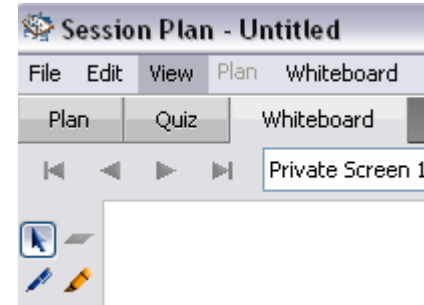 Session Plan - Untitled
File Edit View Plan Whiteboard
Plan Quiz Whiteboard
Private Screen 1